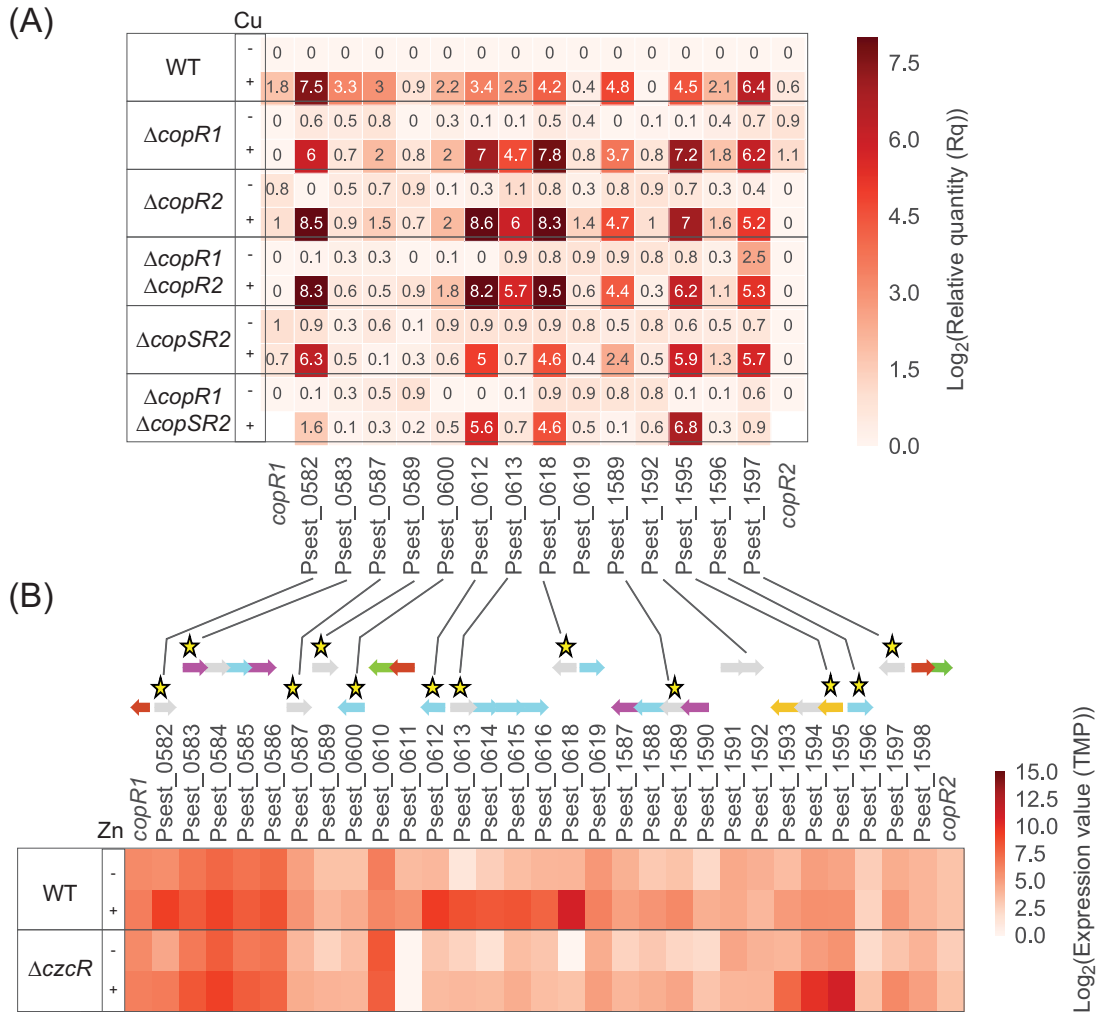 (A)
Cu
WT
- 0 0 0 0 0 0 0 0 0 0 0 0 0 0 0 0
+ 1.8 7.5 3.3 3 0.9 2.2 3.4 2.5 4.2 0.4 4.8 0 4.5 2.1 6.4 0.6
ΔcopR1
- 0 0.6 0.5 0.8 0 0.3 0.1 0.1 0.5 0.4 0 0.1 0.1 0.4 0.7 0.9
+ 0 6 0.7 2 0.8 2 7 4.7 7.8 0.8 3.7 0.8 7.2 1.8 6.2 1.1
ΔcopR2
- 0.8 0 0.5 0.7 0.9 0.1 0.3 1.1 0.8 0.3 0.8 0.9 0.7 0.3 0.4 0
+ 1 8.5 0.9 1.5 0.7 2 8.6 6 8.3 1.4 4.7 1 7 1.6 5.2 0
ΔcopR1
ΔcopR2
- 0 0.1 0.3 0.3 0 0.1 0 0.9 0.8 0.9 0.9 0.8 0.8 0.3 2.5 0
+ 0 8.3 0.6 0.5 0.9 1.8 8.2 5.7 9.5 0.6 4.4 0.3 6.2 1.1 5.3 0
ΔcopSR2
- 1 0.9 0.3 0.6 0.1 0.9 0.9 0.9 0.9 0.8 0.5 0.8 0.6 0.5 0.7 0
+ 0.7 6.3 0.5 0.1 0.3 0.6 5 0.7 4.6 0.4 2.4 0.5 5.9 1.3 5.7 0
ΔcopR1
ΔcopSR2
- 0 0.1 0.3 0.5 0.9 0 0 0.1 0.9 0.9 0.8 0.8 0.1 0.1 0.6 0
+ 1.6 0.1 0.3 0.2 0.5 5.6 0.7 4.6 0.5 0.1 0.6 6.8 0.3 0.9
copR1
Psest_0582
Psest_0583
Psest_0587
Psest_0589
Psest_0600
Psest_0612
Psest_0613
Psest_0618
Psest_0619
Psest_1589
Psest_1592
Psest_1595
Psest_1596
Psest_1597
copR2
7.5
6.0
4.5
3.0
1.5
0.0
Log2(Relative quantity (Rq))
(B)
copR1
Psest_0582
Psest_0583
Psest_0584
Psest_0585
Psest_0586
Psest_0587
Psest_0589
Psest_0600
Psest_0610
Psest_0611
Psest_0612
Psest_0613
Psest_0614
Psest_0615
Psest_0616
Psest_0618
Psest_0619
Psest_1587
Psest_1588
Psest_1589
Psest_1590
Psest_1591
Psest_1592
Psest_1593
Psest_1594
Psest_1595
Psest_1596
Psest_1597
Psest_1598
copR2
Zn
WT
-
+
ΔczcR
-
+
15.0
12.5
10.0
7.5
5.0
2.5
0.0
Log2(Expression value (TMP))